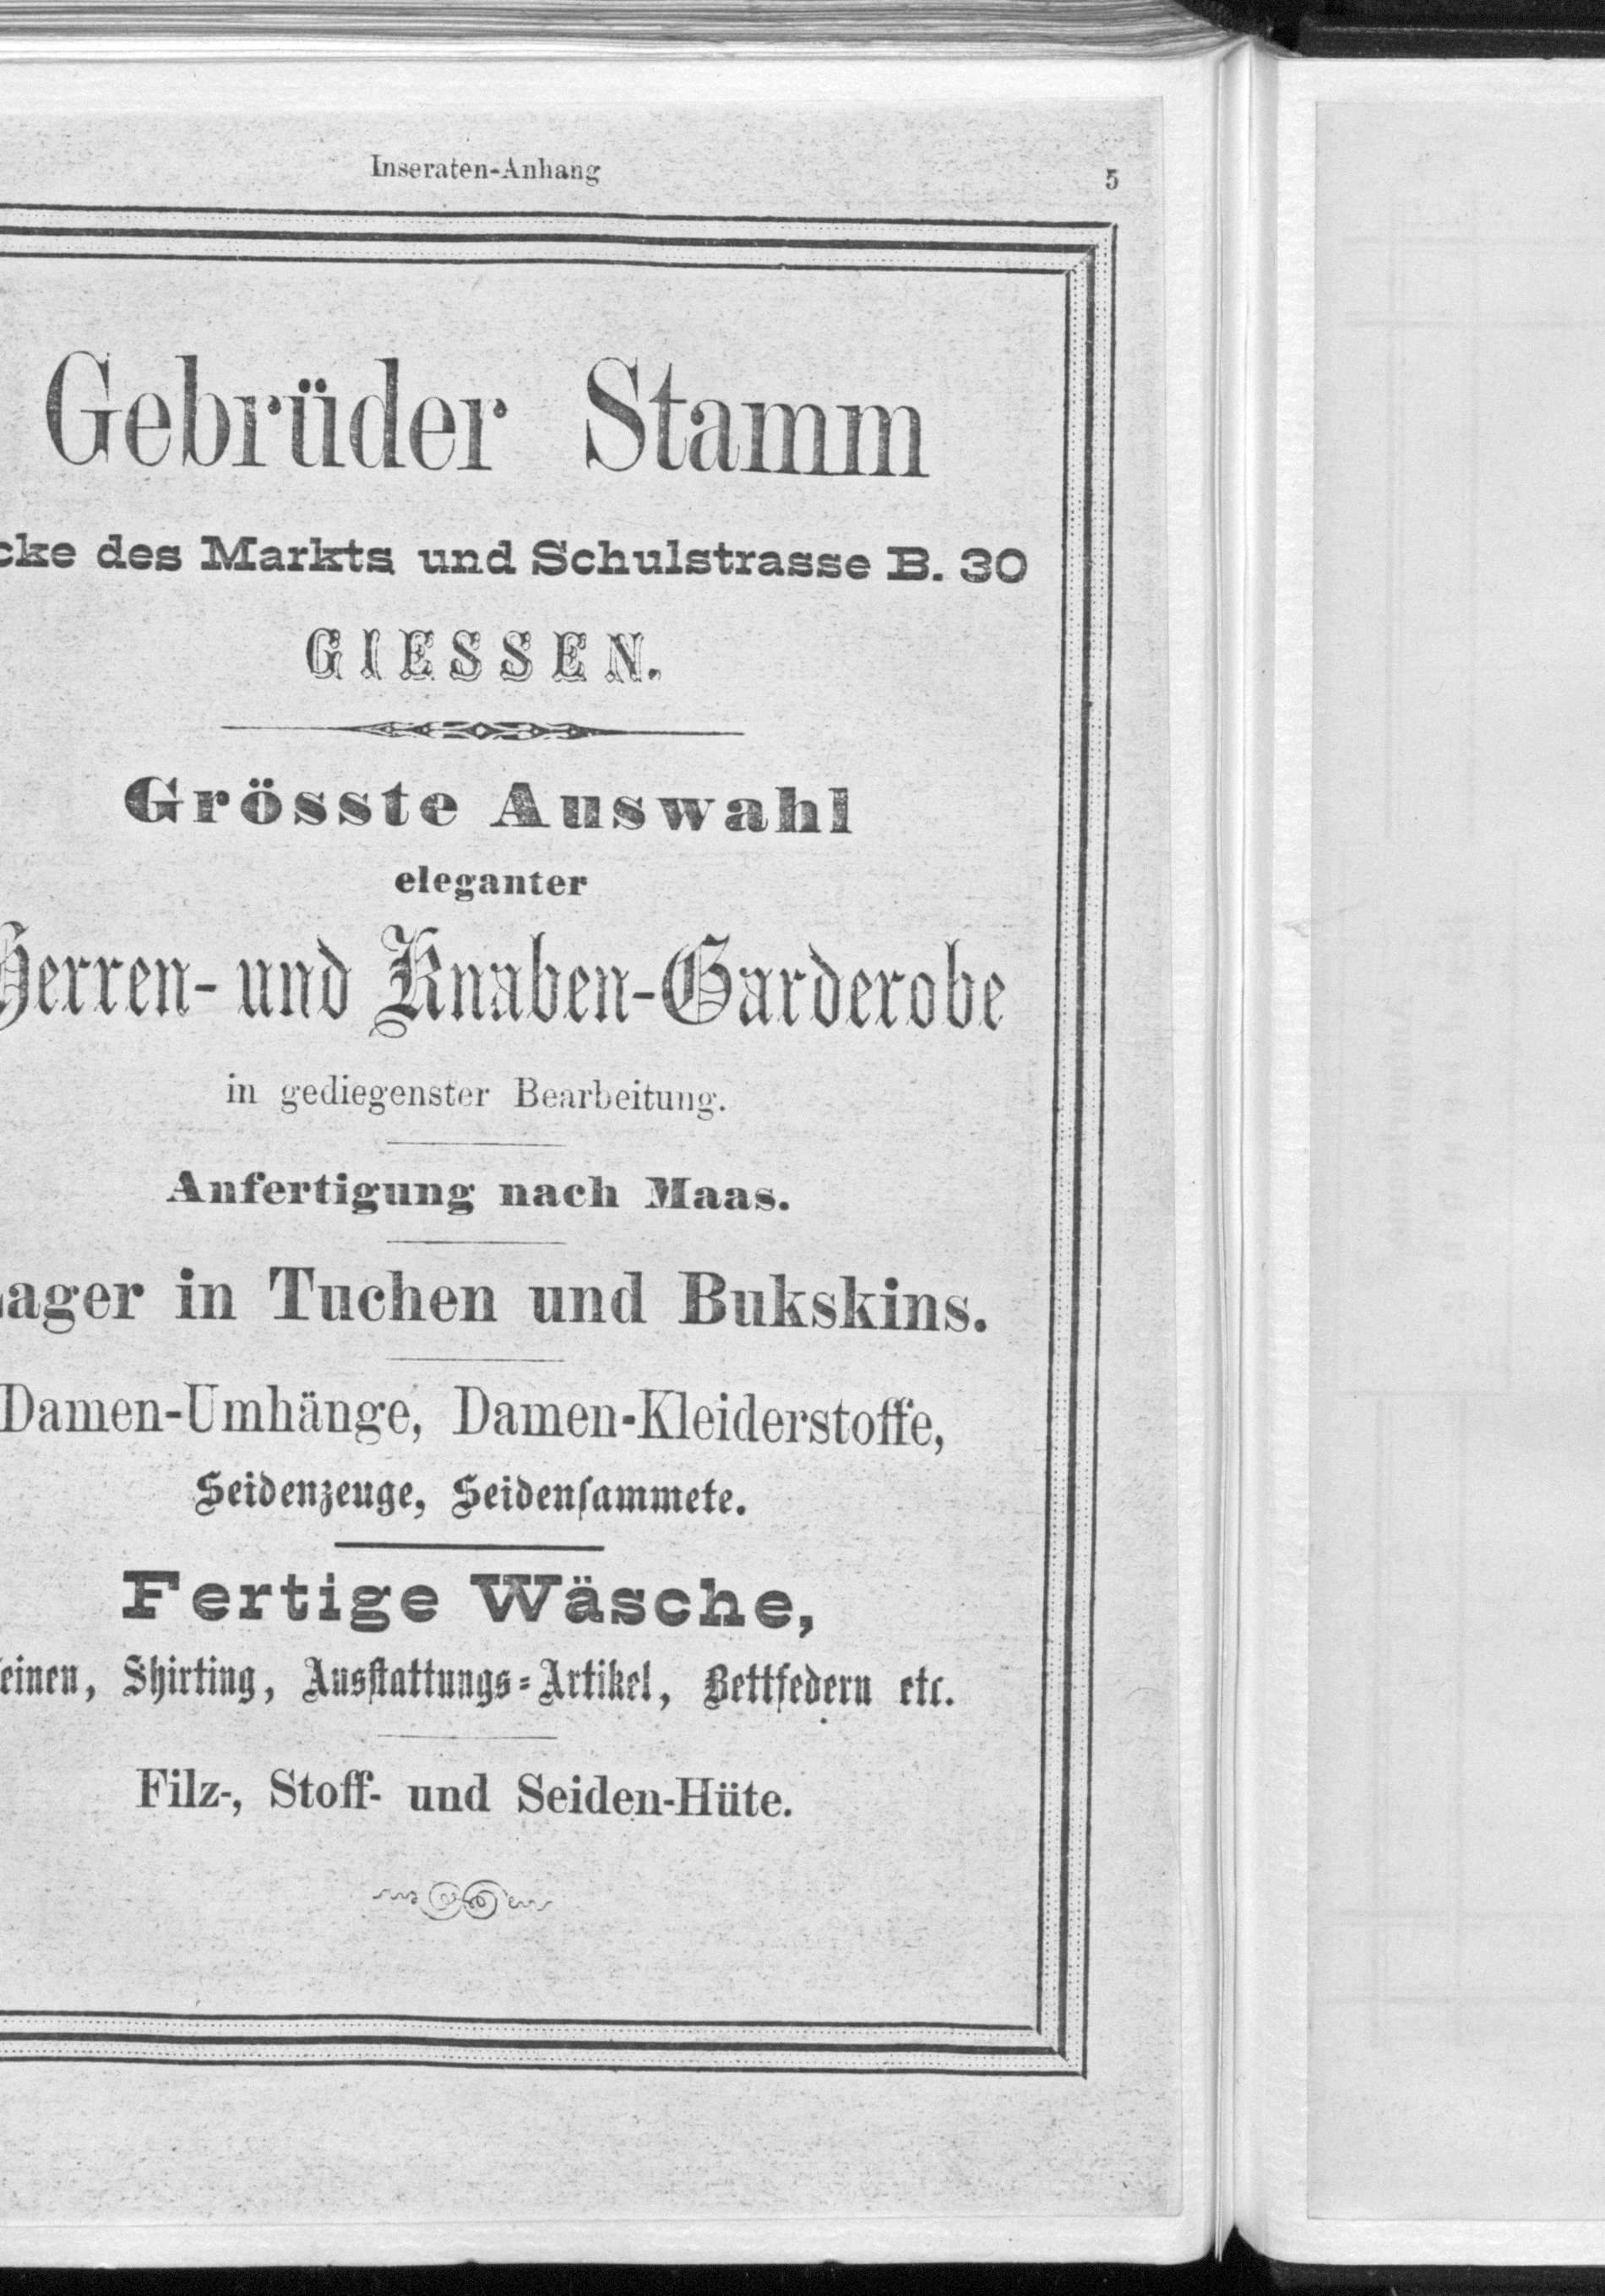 Inseraten-Anhang 5
Gebrüder Stamm
cke des Markts und Schulstrasse B. 30
GIESSEN.
Grösste Auswahl
eleganter
Herren- und Knaben-Garderobe
in gediegenster Bearbeitung.
Anfertigung nach Maas.
ager in Tuchen und Bukskins.
Damen-Umhänge, Damen-Kleiderstoffe,
Seidenzeuge, Seidensammete.
Fertige Wäsche,
einen, Shirting, Ausstattungs-Artikel, Bettfedern etc.
Filz-, Stoff- und Seiden-Hüte.